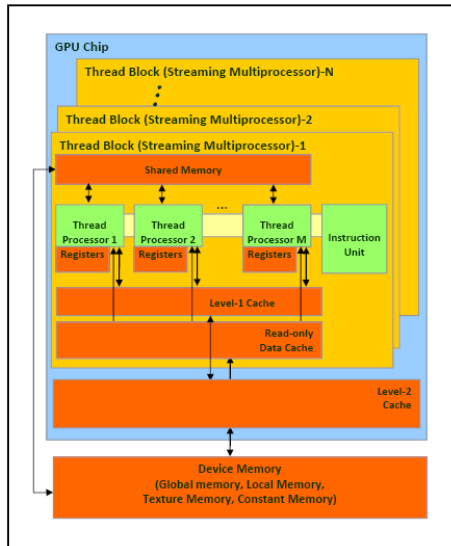 GPU Chip
Thread Block (Streaming Multiprocessor)-N
Thread Block (Streaming Multiprocessor)-2
Thread Block (Streaming Multiprocessor)-1
Shared Memory
...
Thread
Processor 1
Registers
Thread
Processor 2
Registers
Thread
Processor M
Registers
Instruction
Unit
Level-1 Cache
Read-only
Data Cache
Level-2
Cache
Device Memory
(Global memory, Local Memory,
Texture Memory, Constant Memory)